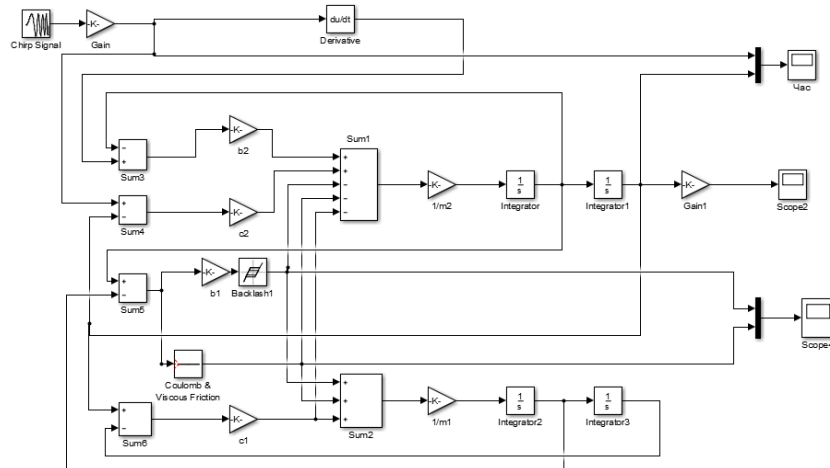 du/dt
-K-
Chirp Signal
Gain
Derivative
Час
-K-
b2
Sum1
Sum3
-K-
c2
Sum4
-K-
1/m2
1
s
Integrator
1
s
Integrator1
-K-
Gain1
Scope2
-K-
b1
Backlash1
Sum5
Scope4
Coulomb &
Viscous Friction
-K-
c1
Sum6
Sum2
-K-
1/m1
1
s
Integrator2
1
s
Integrator3